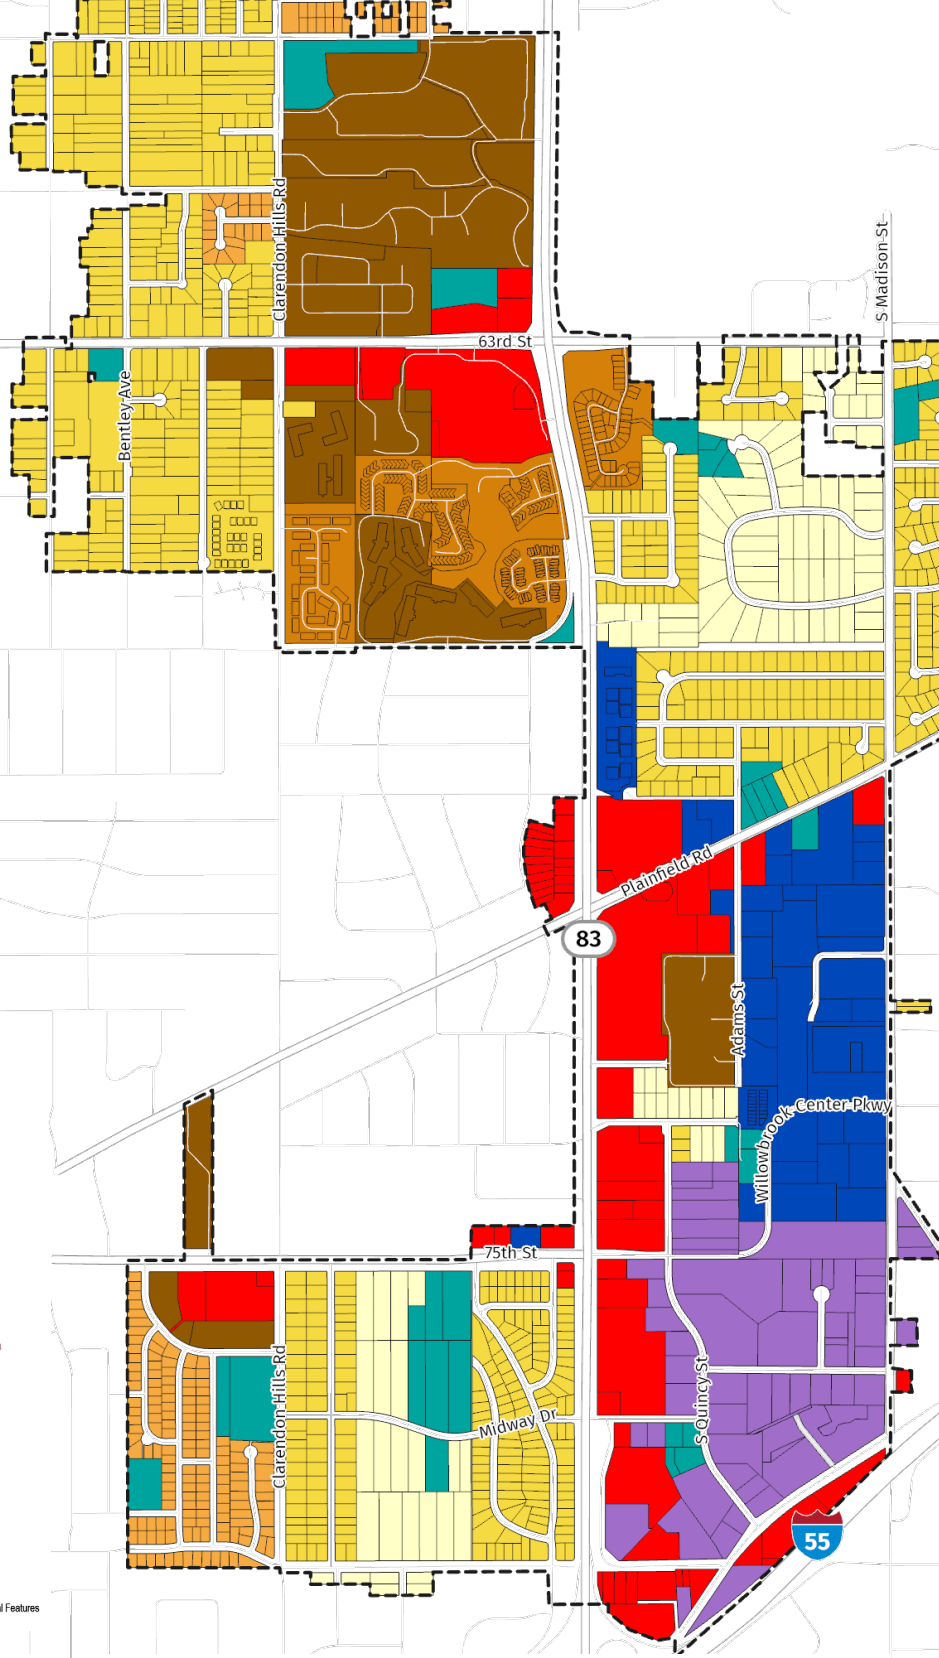 Clarendon Hills Rd
S Madison St
63rd St
Bentley Ave
Plainfield Rd
83
Adams St
Willowbrook Center Pkwy
75th St
Clarendon Hills Rd
S Quincy St
Midway Dr
55
l Features